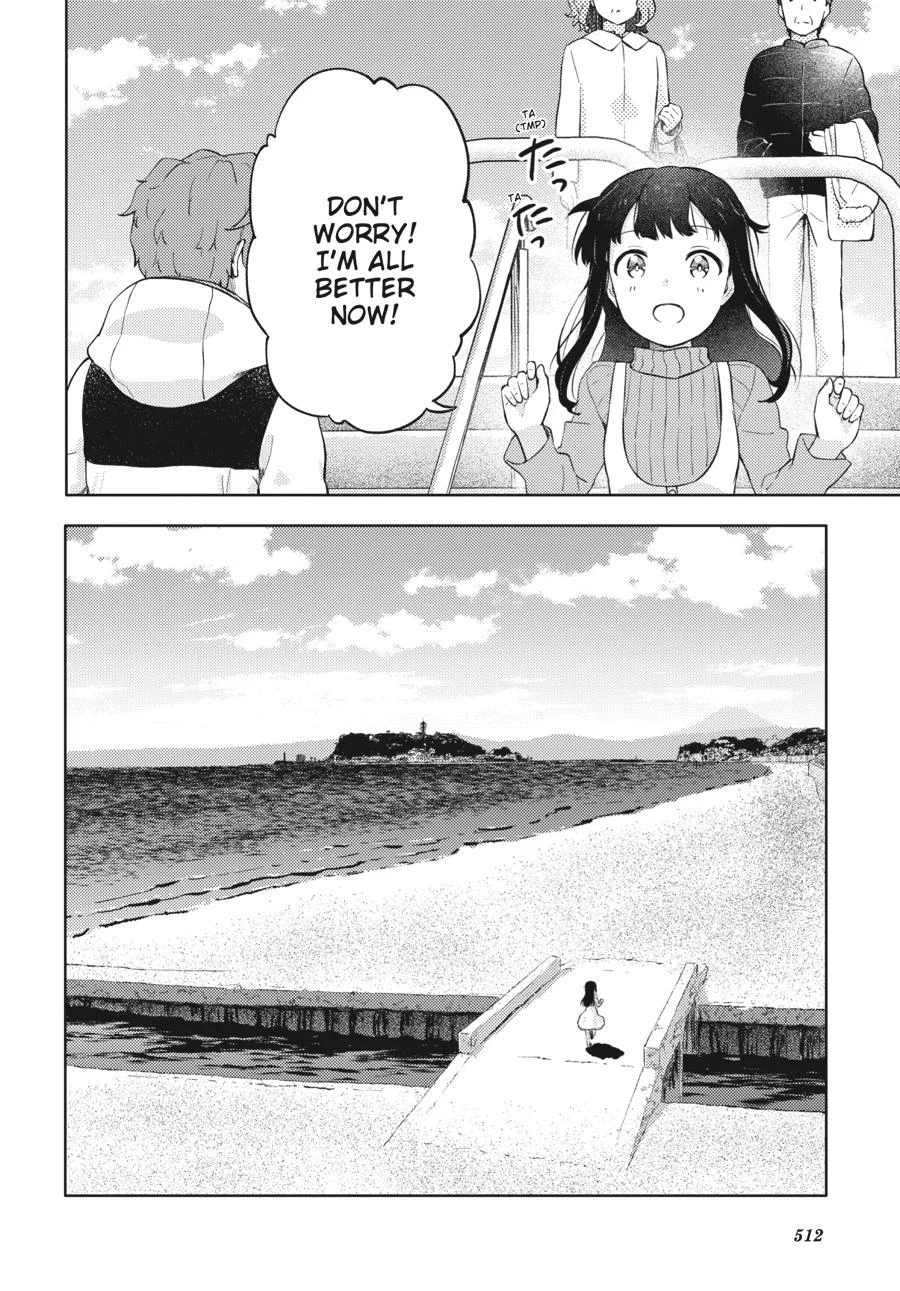 TA
(TMP)
たっ
TA
たっ
DON'T
WORRY!
I'M ALL
BETTER
NOW!
512